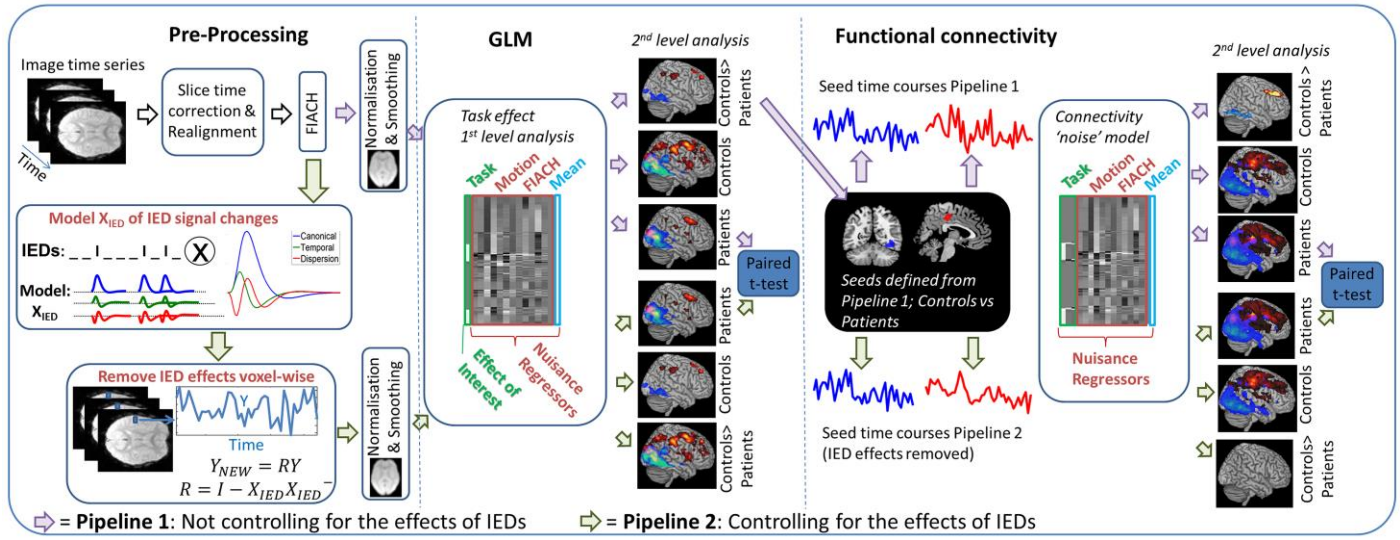 Pre-Processing
Image time series
Time
Slice time
correction &
Realignment
FIACH
Normalisation
& Smoothing
Model X_IED of IED signal changes
IEDs: _ _ I _ _ _ I _ I _ X
Canonical
Temporal
Dispersion
Model:
X_IED
Remove IED effects voxel-wise
Y
Time
Y_NEW = RY
R = I − X_IED X_IED⁻
Normalisation
& Smoothing
GLM
Task effect
1st level analysis
Task
Motion
FIACH
Mean
Effect of
Interest
Nuisance
Regressors
2nd level analysis
Controls>
Patients
Controls
Patients
Paired
t-test
Patients
Controls
Controls>
Patients
Functional connectivity
Seed time courses Pipeline 1
Seeds defined from
Pipeline 1; Controls vs
Patients
Seed time courses Pipeline 2
(IED effects removed)
Connectivity
'noise' model
Task
Motion
FIACH
Mean
Nuisance
Regressors
2nd level analysis
Controls >
Patients
Controls
Patients
Paired
t-test
Patients
Controls
Controls>
Patients
= Pipeline 1: Not controlling for the effects of IEDs
= Pipeline 2: Controlling for the effects of IEDs